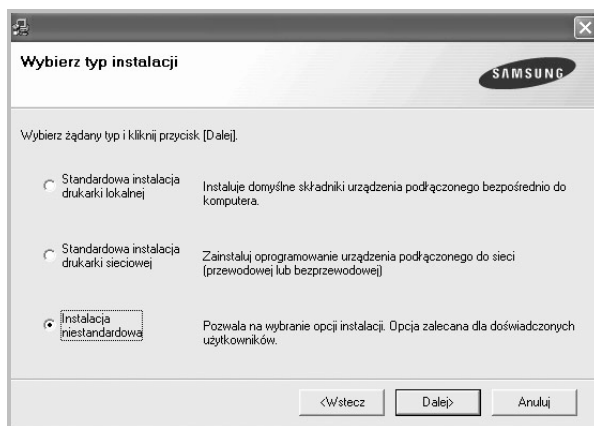 Wybierz typ instalacji
SAMSUNG
Wybierz żądany typ i kliknij przycisk [Dalej].
Standardowa instalacja
drukarki lokalnej
Instaluje domyślne składniki urządzenia podłączonego bezpośrednio do
komputera.
Standardowa instalacja
drukarki sieciowej
Zainstaluj oprogramowanie urządzenia podłączonego do sieci
(przewodowej lub bezprzewodowej)
Instalacja
niestandardowa
Pozwala na wybranie opcji instalacji. Opcja zalecana dla doświadczonych
użytkowników.
<Wstecz
Dalej>
Anuluj